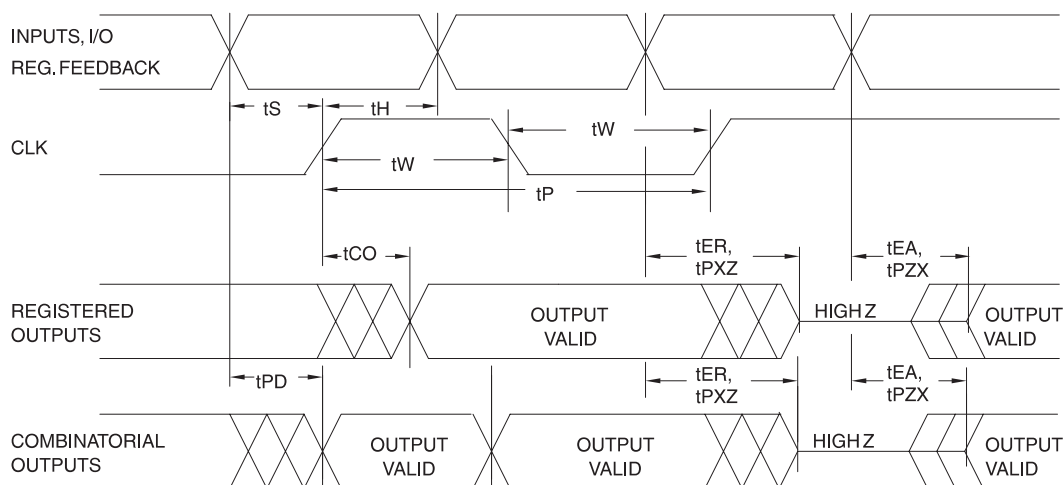 INPUTS, I/O
REG. FEEDBACK
tS
tH
CLK
tW
tW
tP
tCO
tER,
tPXZ
tEA,
tPZX
REGISTERED
OUTPUTS
OUTPUT
VALID
HIGH Z
OUTPUT
VALID
tPD
tER,
tPXZ
tEA,
tPZX
COMBINATORIAL
OUTPUTS
OUTPUT
VALID
OUTPUT
VALID
HIGH Z
OUTPUT
VALID